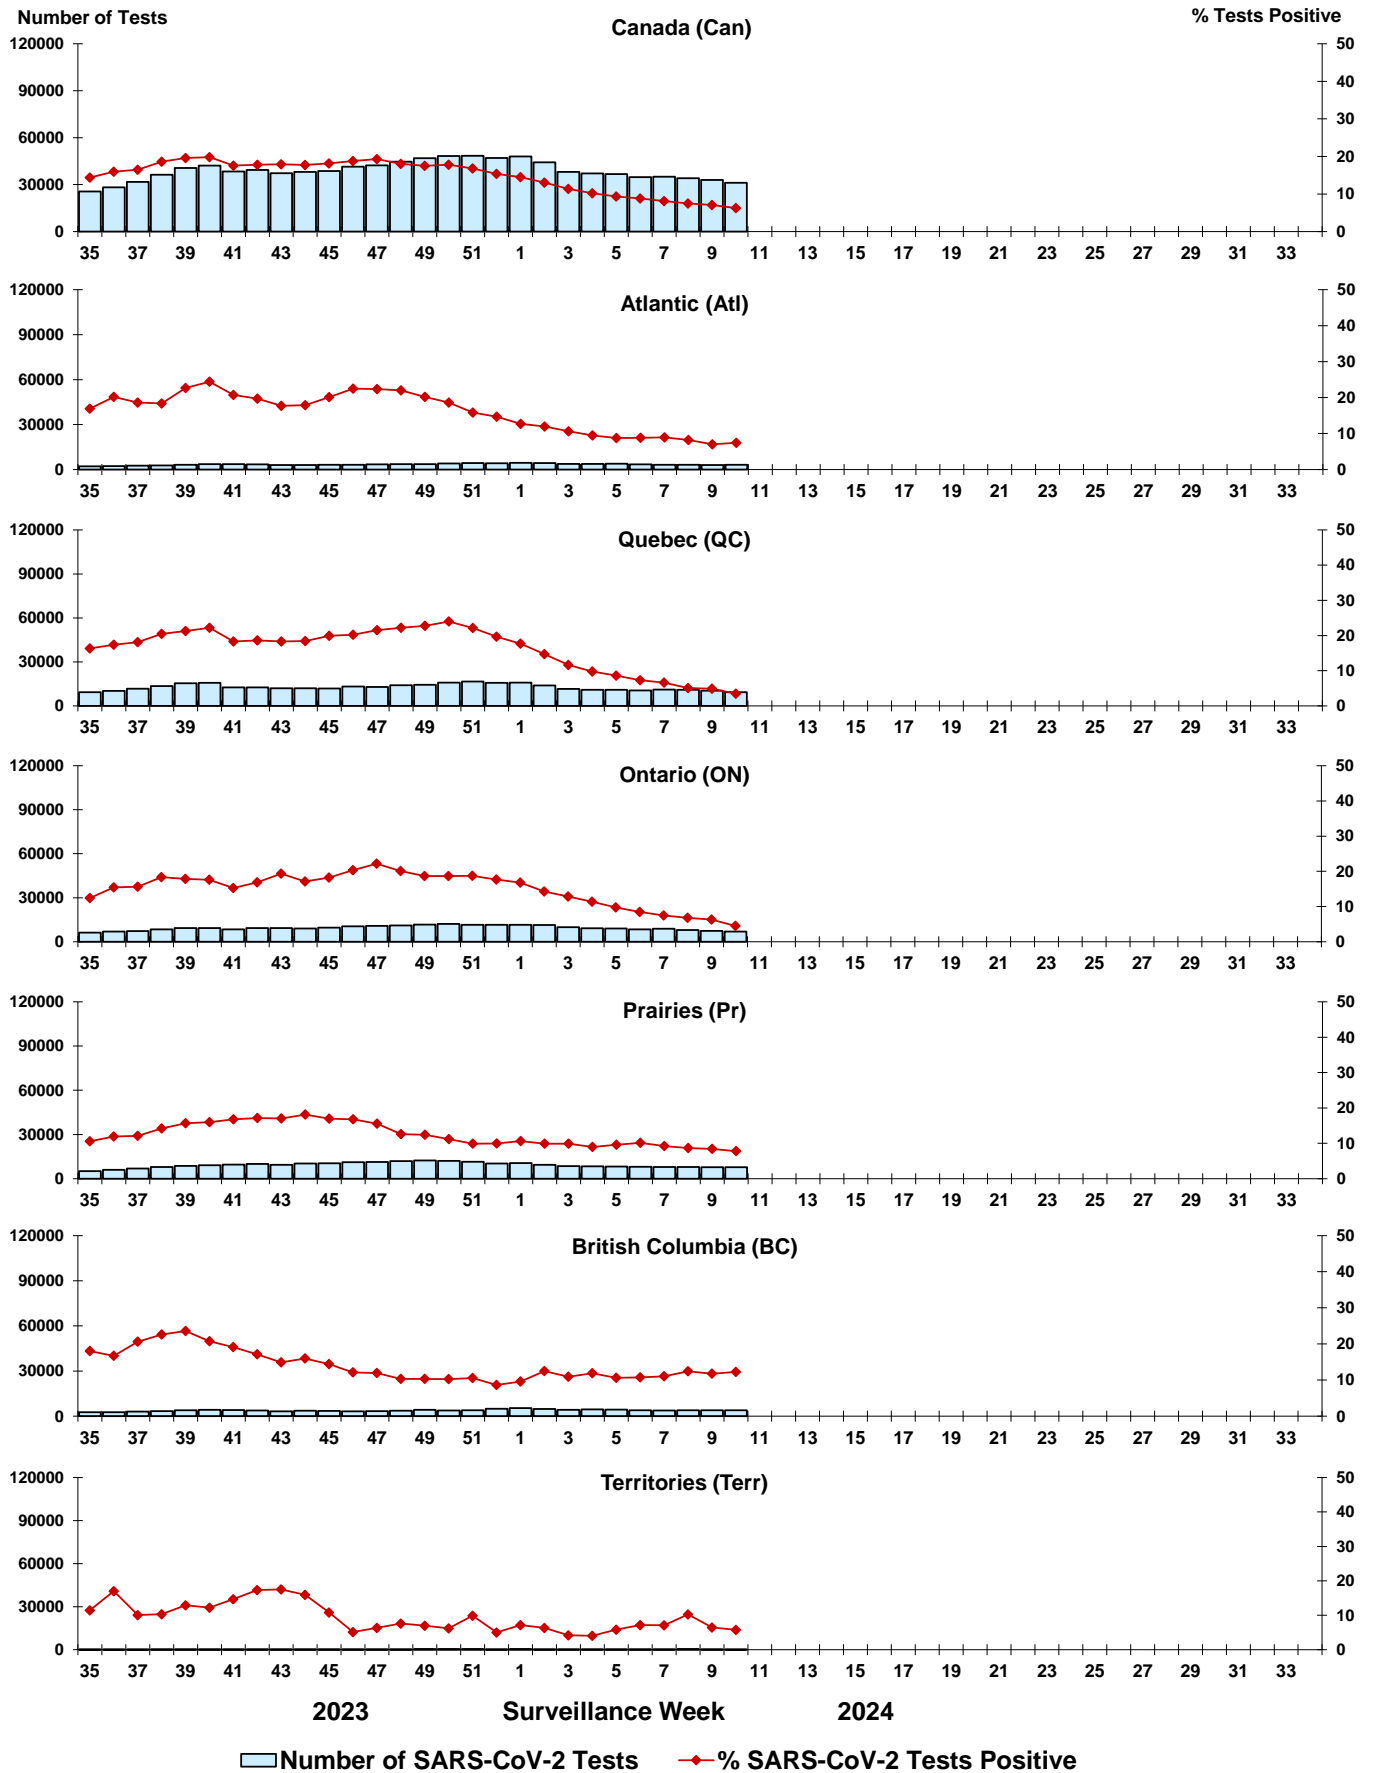 Number of Tests
% Tests Positive
Canada (Can)
120000 50
90000 40
60000 30
30000 20
0 10
0
35 37 39 41 43 45 47 49 51 1 3 5 7 9 11 13 15 17 19 21 23 25 27 29 31 33
Atlantic (Atl)
120000 50
90000 40
60000 30
30000 20
0 10
0
35 37 39 41 43 45 47 49 51 1 3 5 7 9 11 13 15 17 19 21 23 25 27 29 31 33
Quebec (QC)
120000 50
90000 40
60000 30
30000 20
0 10
0
35 37 39 41 43 45 47 49 51 1 3 5 7 9 11 13 15 17 19 21 23 25 27 29 31 33
Ontario (ON)
120000 50
90000 40
60000 30
30000 20
0 10
0
35 37 39 41 43 45 47 49 51 1 3 5 7 9 11 13 15 17 19 21 23 25 27 29 31 33
Prairies (Pr)
120000 50
90000 40
60000 30
30000 20
0 10
0
35 37 39 41 43 45 47 49 51 1 3 5 7 9 11 13 15 17 19 21 23 25 27 29 31 33
British Columbia (BC)
120000 50
90000 40
60000 30
30000 20
0 10
0
35 37 39 41 43 45 47 49 51 1 3 5 7 9 11 13 15 17 19 21 23 25 27 29 31 33
Territories (Terr)
120000 50
90000 40
60000 30
30000 20
0 10
0
35 37 39 41 43 45 47 49 51 1 3 5 7 9 11 13 15 17 19 21 23 25 27 29 31 33
2023 Surveillance Week 2024
Number of SARS-CoV-2 Tests % SARS-CoV-2 Tests Positive